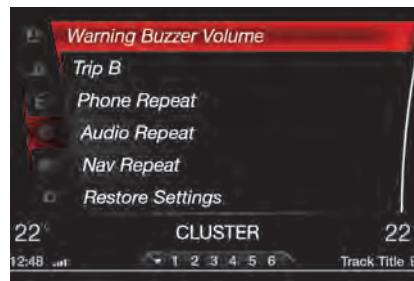 Warning Buzzer Volume
Trip B
Phone Repeat
Audio Repeat
Nav Repeat
Restore Settings
22° CLUSTER 22
12:48 1 2 3 4 5 6 Track Title